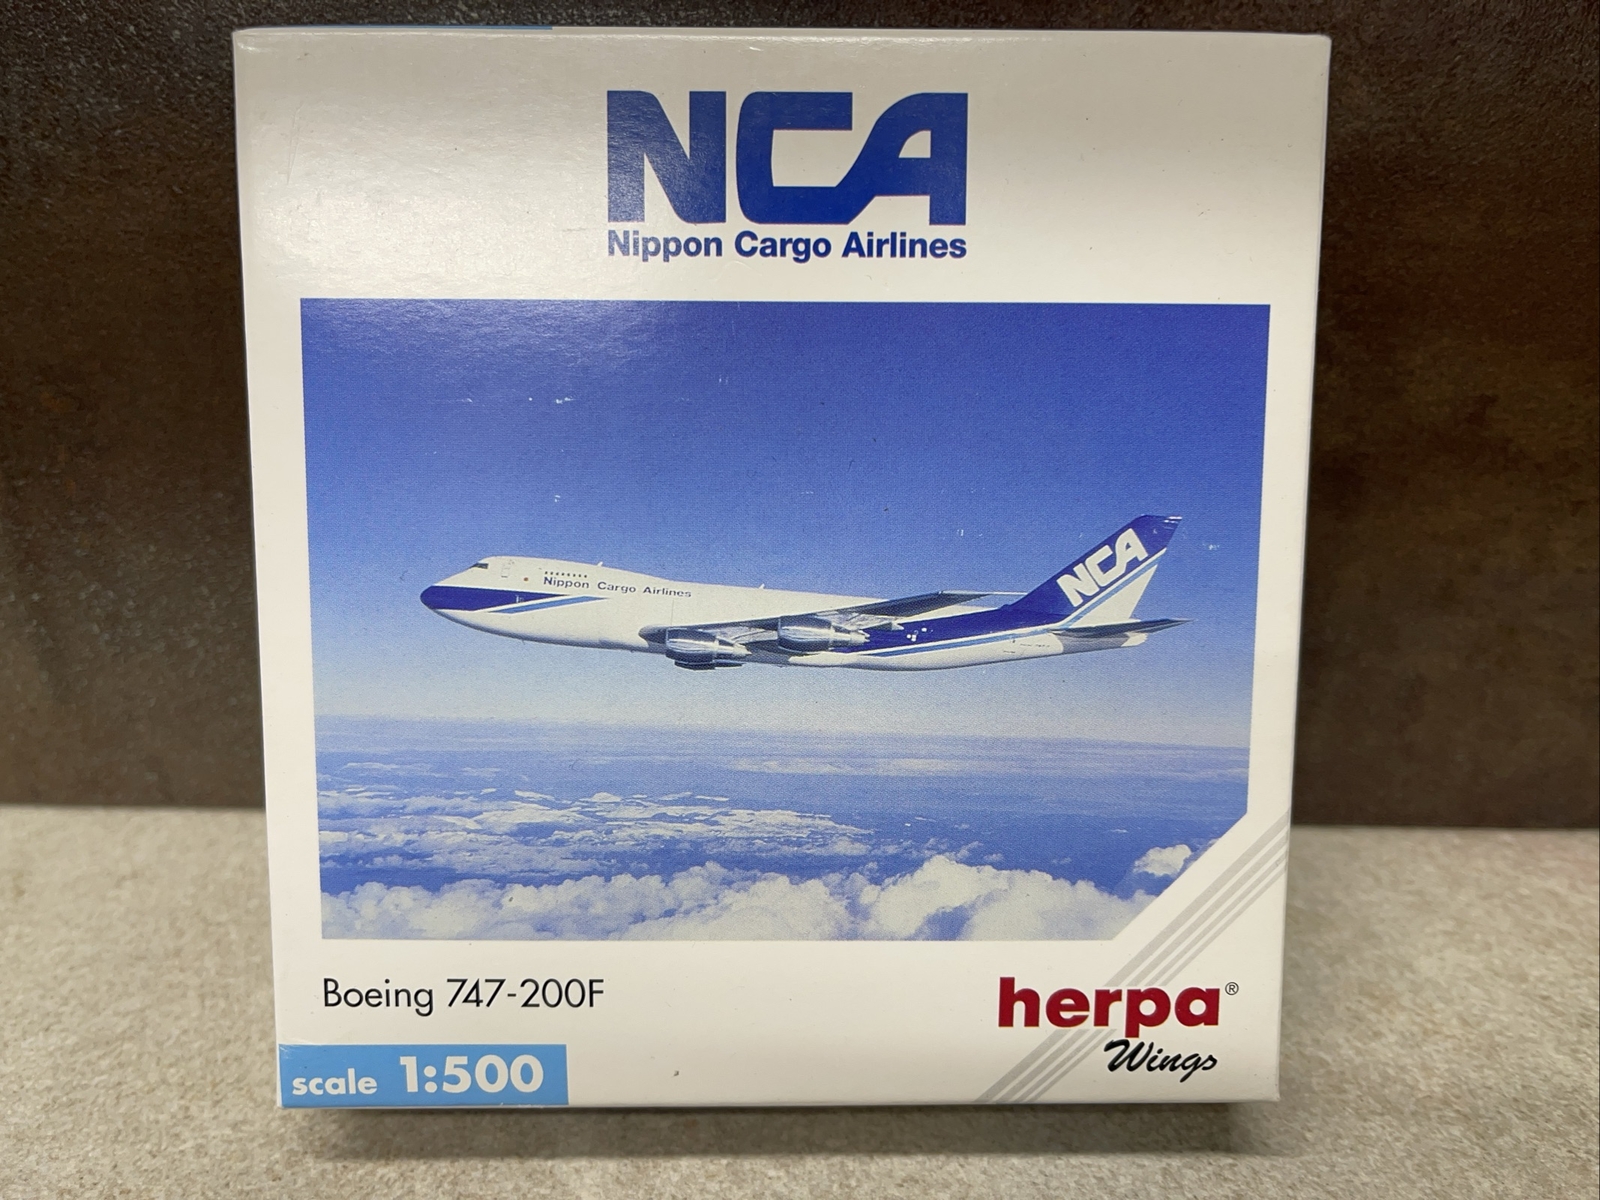 NCA
Nippon Cargo Airlines
Nippon Cargo Airlines
NCA
Boeing 747-200F
herpa®
Wings
scale 1:500